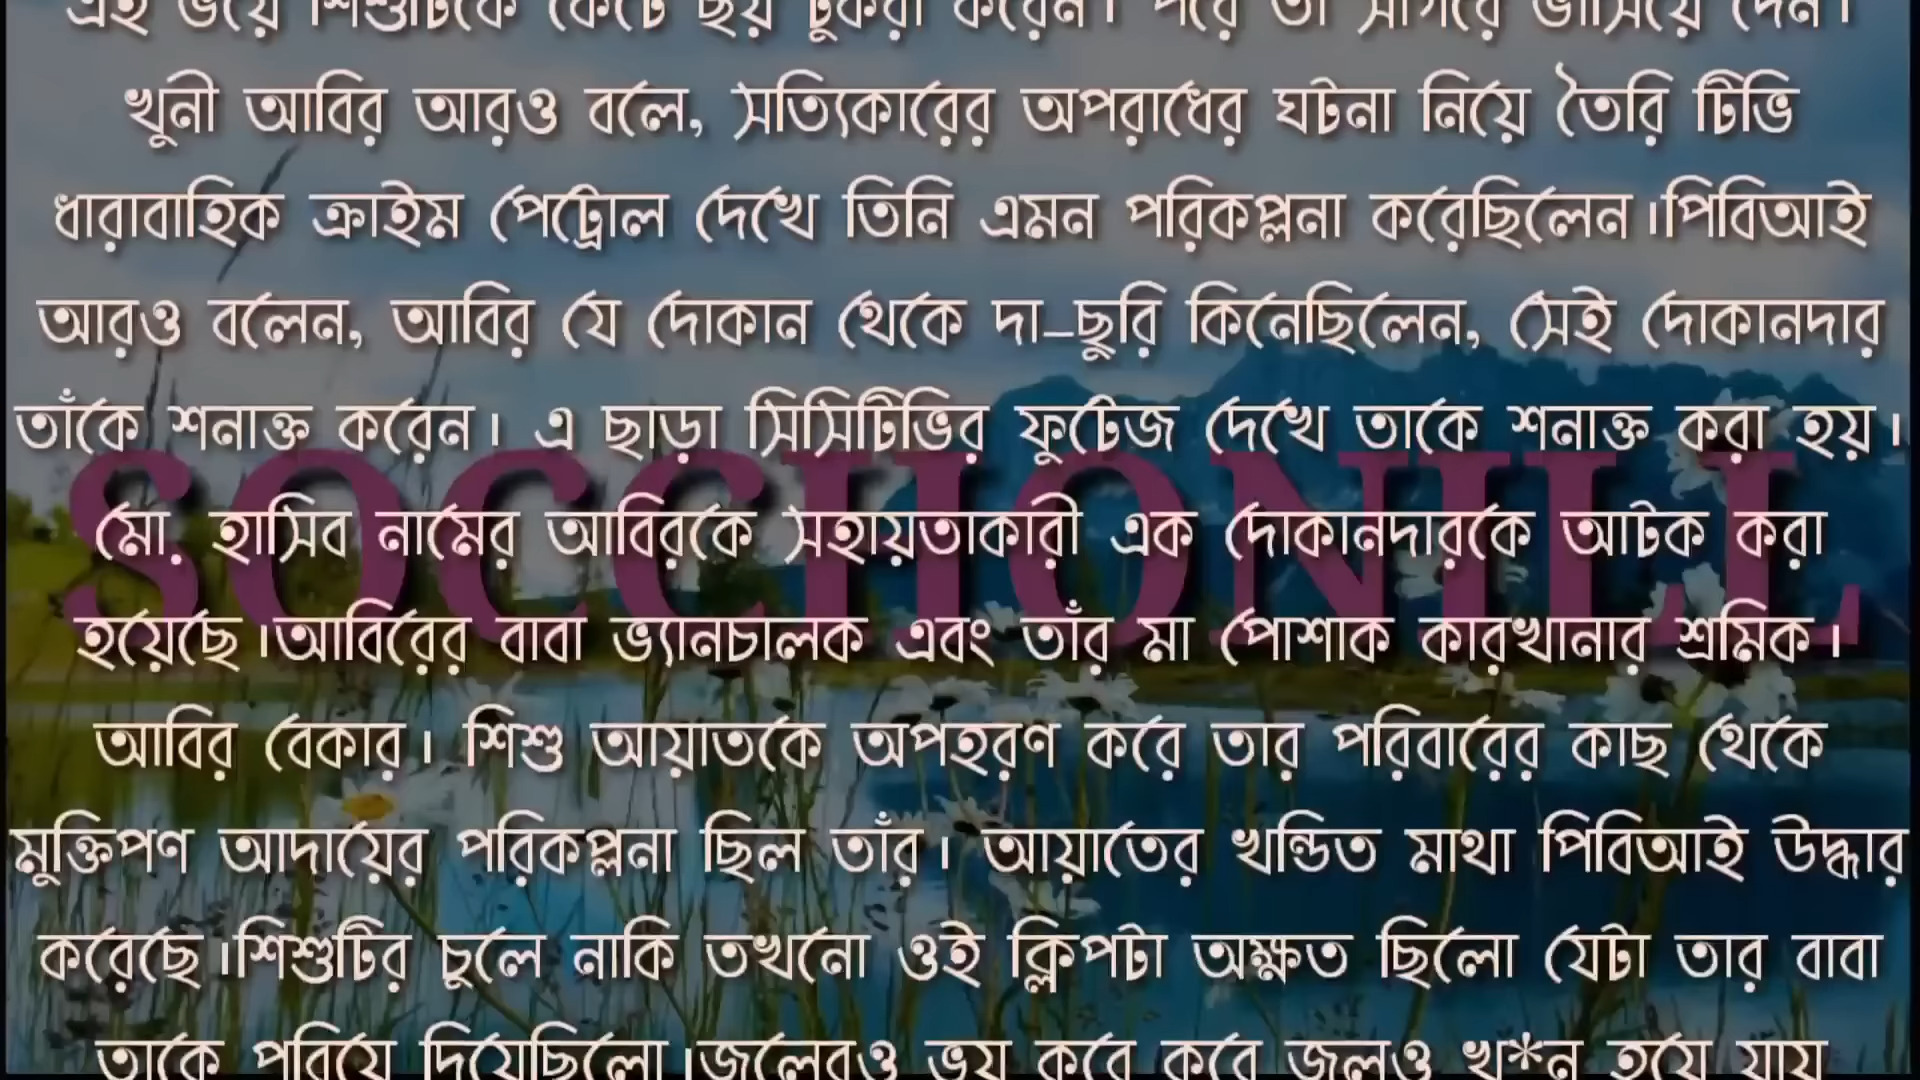 এই ভয়ে শিশুটিকে কেটে ছয় টুকরা করেন। পরে তা সাগরে ভাসিয়ে দেন।
খুনী আবির আরও বলে, সত্যিকারের অপরাধের ঘটনা নিয়ে তৈরি টিভি
ধারাবাহিক ক্রাইম পেট্রোল দেখে তিনি এমন পরিকল্পনা করেছিলেন।পিবিআই
আরও বলেন, আবির যে দোকান থেকে দা–ছুরি কিনেছিলেন, সেই দোকানদার
তাঁকে শনাক্ত করেন। এ ছাড়া সিসিটিভির ফুটেজ দেখে তাকে শনাক্ত করা হয়।
SOCCHONILL
মো. হাসিব নামের আবিরকে সহায়তাকারী এক দোকানদারকে আটক করা
হয়েছে।আবিরের বাবা ভ্যানচালক এবং তাঁর মা পোশাক কারখানার শ্রমিক।
আবির বেকার। শিশু আয়াতকে অপহরণ করে তার পরিবারের কাছ থেকে
মুক্তিপণ আদায়ের পরিকল্পনা ছিল তাঁর। আয়াতের খন্ডিত মাথা পিবিআই উদ্ধার
করেছে।শিশুটির চুলে নাকি তখনো ওই ক্লিপটা অক্ষত ছিলো যেটা তার বাবা
তাকে পরিয়ে দিয়েছিলো।জলেরও ভয় করে করে জলও খু*ন হয়ে যায়